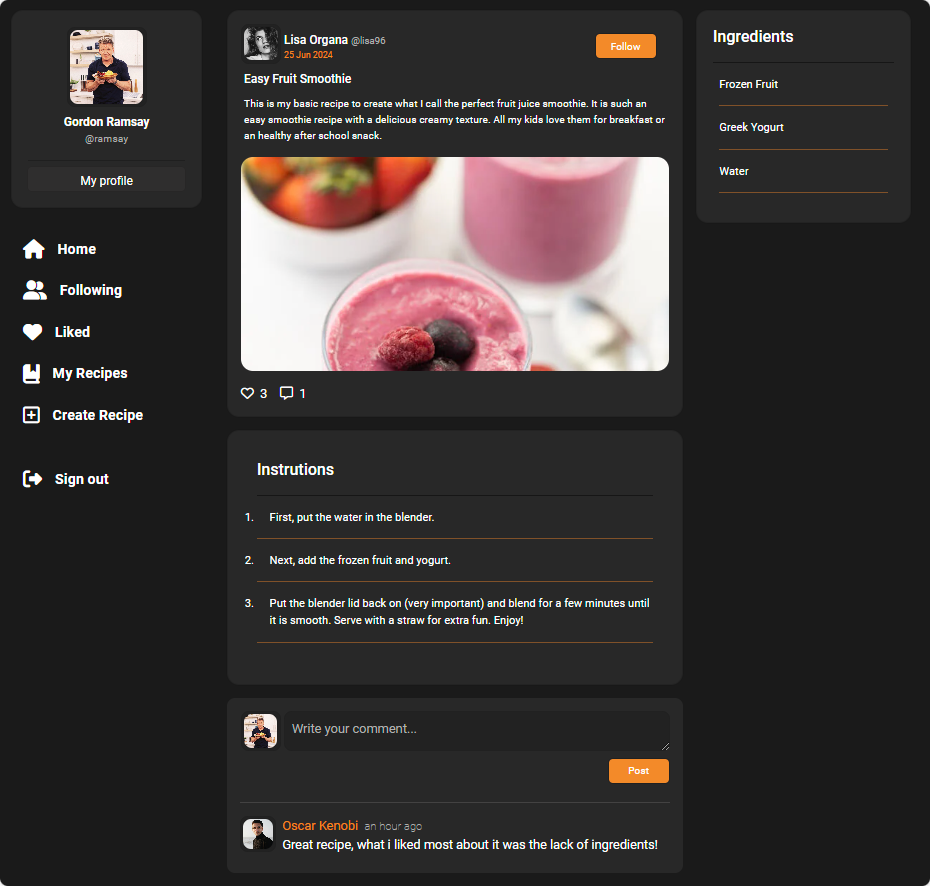 Gordon Ramsay
@ramsay
My profile
Home
Following
Liked
My Recipes
Create Recipe
Sign out
Lisa Organa @lisa96
25 Jun 2024
Follow
Easy Fruit Smoothie
This is my basic recipe to create what I call the perfect fruit juice smoothie. It is such an
easy smoothie recipe with a delicious creamy texture. All my kids love them for breakfast or
an healthy after school snack.
3 1
Instrutions
1. First, put the water in the blender.
2. Next, add the frozen fruit and yogurt.
3. Put the blender lid back on (very important) and blend for a few minutes until
it is smooth. Serve with a straw for extra fun. Enjoy!
Write your comment...
Post
Oscar Kenobi an hour ago
Great recipe, what i liked most about it was the lack of ingredients!
Ingredients
Frozen Fruit
Greek Yogurt
Water